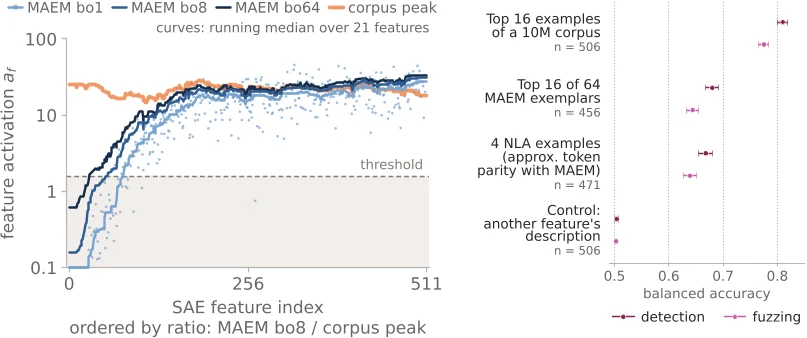 MAEM bo1 MAEM bo8 MAEM bo64 corpus peak
curves: running median over 21 features
100
10
1
0.1
feature activation a_f
threshold
0 256 511
SAE feature index
ordered by ratio: MAEM bo8 / corpus peak
Top 16 examples
of a 10M corpus
n = 506
Top 16 of 64
MAEM exemplars
n = 456
4 NLA examples
(approx. token
parity with MAEM)
n = 471
Control:
another feature's
description
n = 506
0.5 0.6 0.7 0.8
balanced accuracy
detection fuzzing